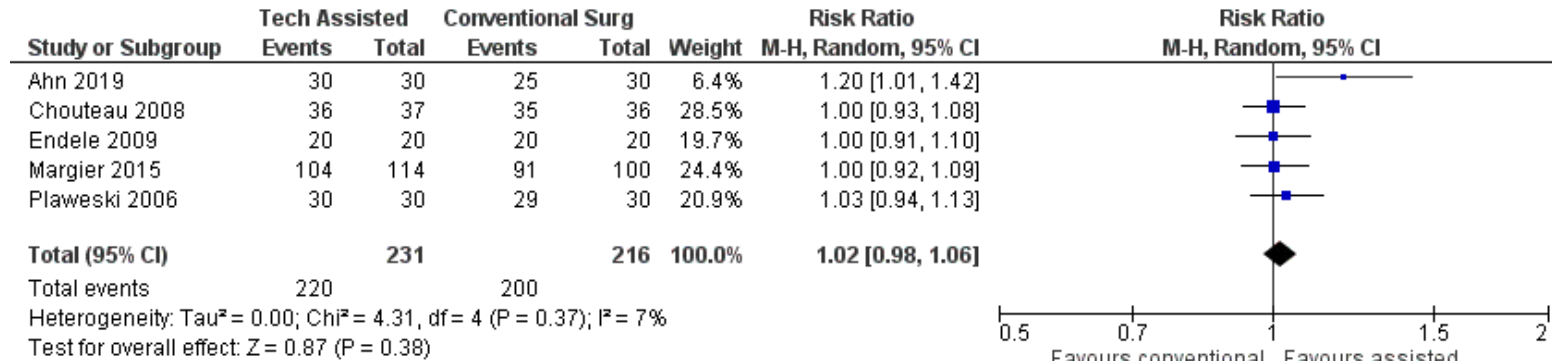 Tech Assisted Conventional Surg Risk Ratio Risk Ratio
Study or Subgroup Events Total Events Total Weight M-H, Random, 95% CI M-H, Random, 95% CI
Ahn 2019 30 30 25 30 6.4% 1.20 [1.01, 1.42]
Chouteau 2008 36 37 35 36 28.5% 1.00 [0.93, 1.08]
Endele 2009 20 20 20 20 19.7% 1.00 [0.91, 1.10]
Margier 2015 104 114 91 100 24.4% 1.00 [0.92, 1.09]
Plaweski 2006 30 30 29 30 20.9% 1.03 [0.94, 1.13]
Total (95% CI) 231 216 100.0% 1.02 [0.98, 1.06]
Total events 220 200
Heterogeneity: Tau² = 0.00; Chi² = 4.31, df = 4 (P = 0.37); I² = 7%
Test for overall effect: Z = 0.87 (P = 0.38)
0.5 0.7 1 1.5 2
Favours conventional Favours assisted